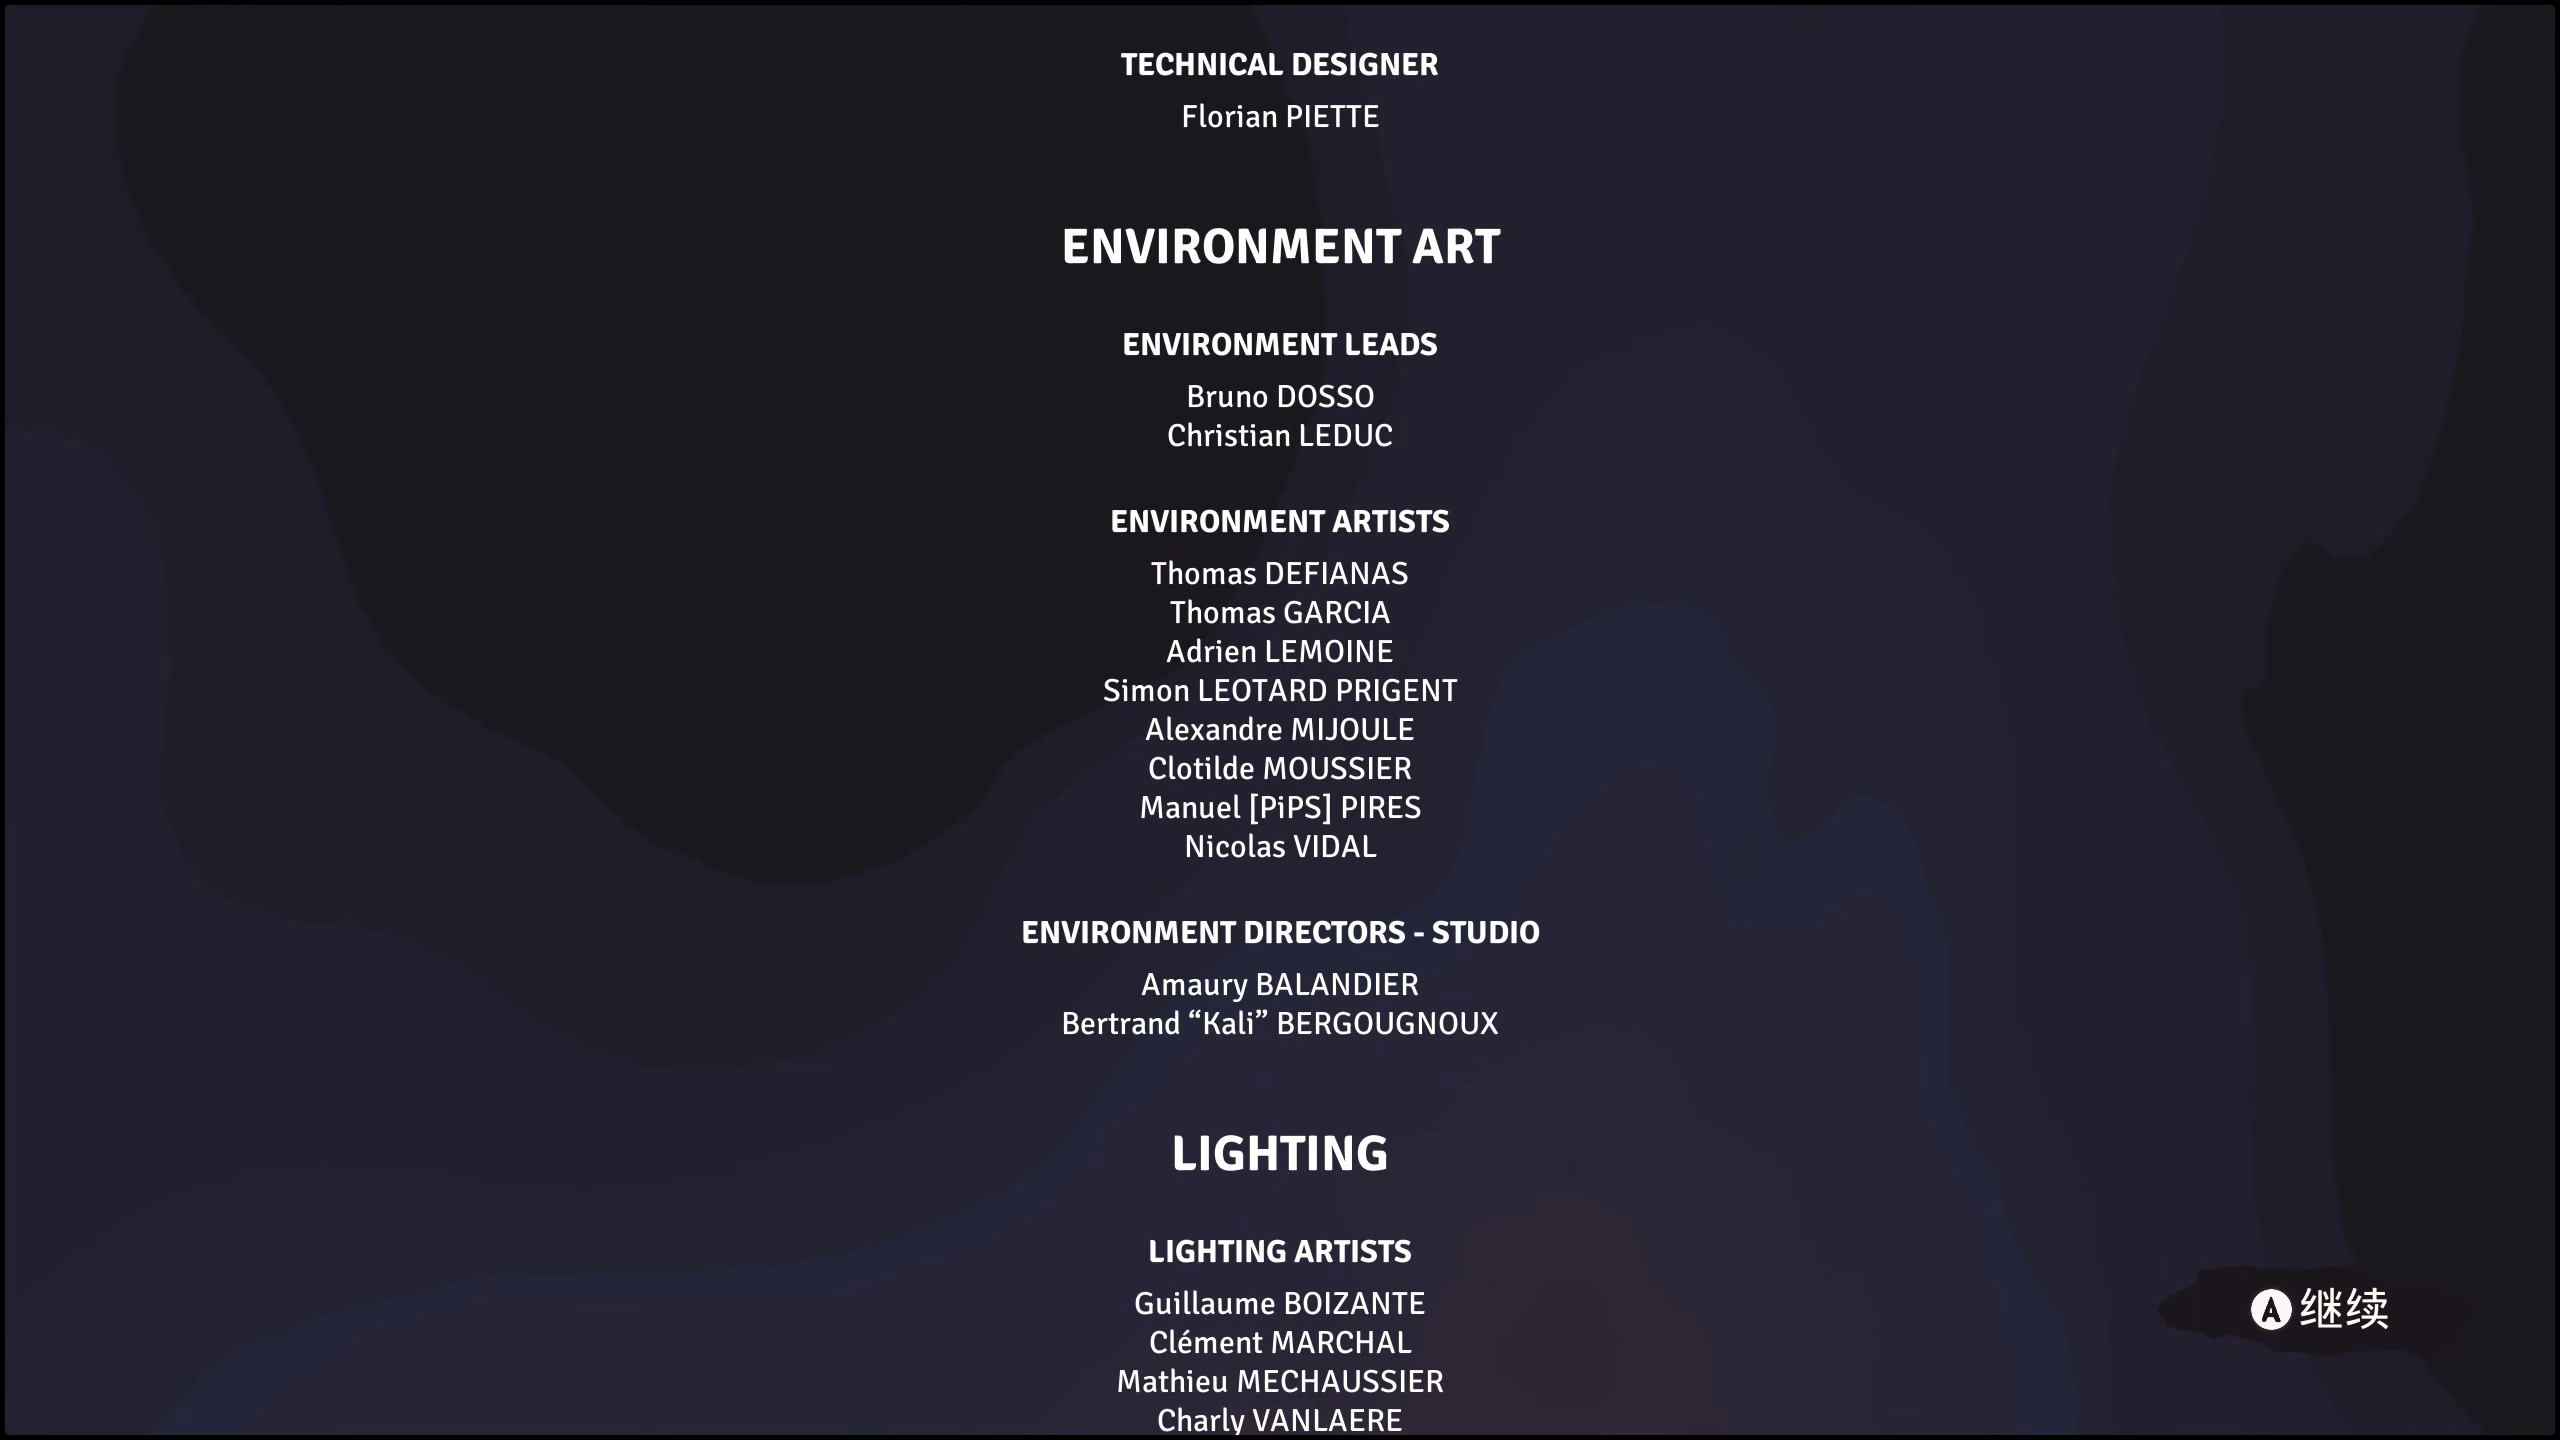 TECHNICAL DESIGNER
Florian PIETTE
ENVIRONMENT ART
ENVIRONMENT LEADS
Bruno DOSSO
Christian LEDUC
ENVIRONMENT ARTISTS
Thomas DEFIANAS
Thomas GARCIA
Adrien LEMOINE
Simon LEOTARD PRIGENT
Alexandre MIJOULE
Clotilde MOUSSIER
Manuel [PiPS] PIRES
Nicolas VIDAL
ENVIRONMENT DIRECTORS - STUDIO
Amaury BALANDIER
Bertrand “Kali” BERGOUGNOUX
LIGHTING
LIGHTING ARTISTS
Guillaume BOIZANTE
Clément MARCHAL
Mathieu MECHAUSSIER
Charly VANLAERE
A 继续